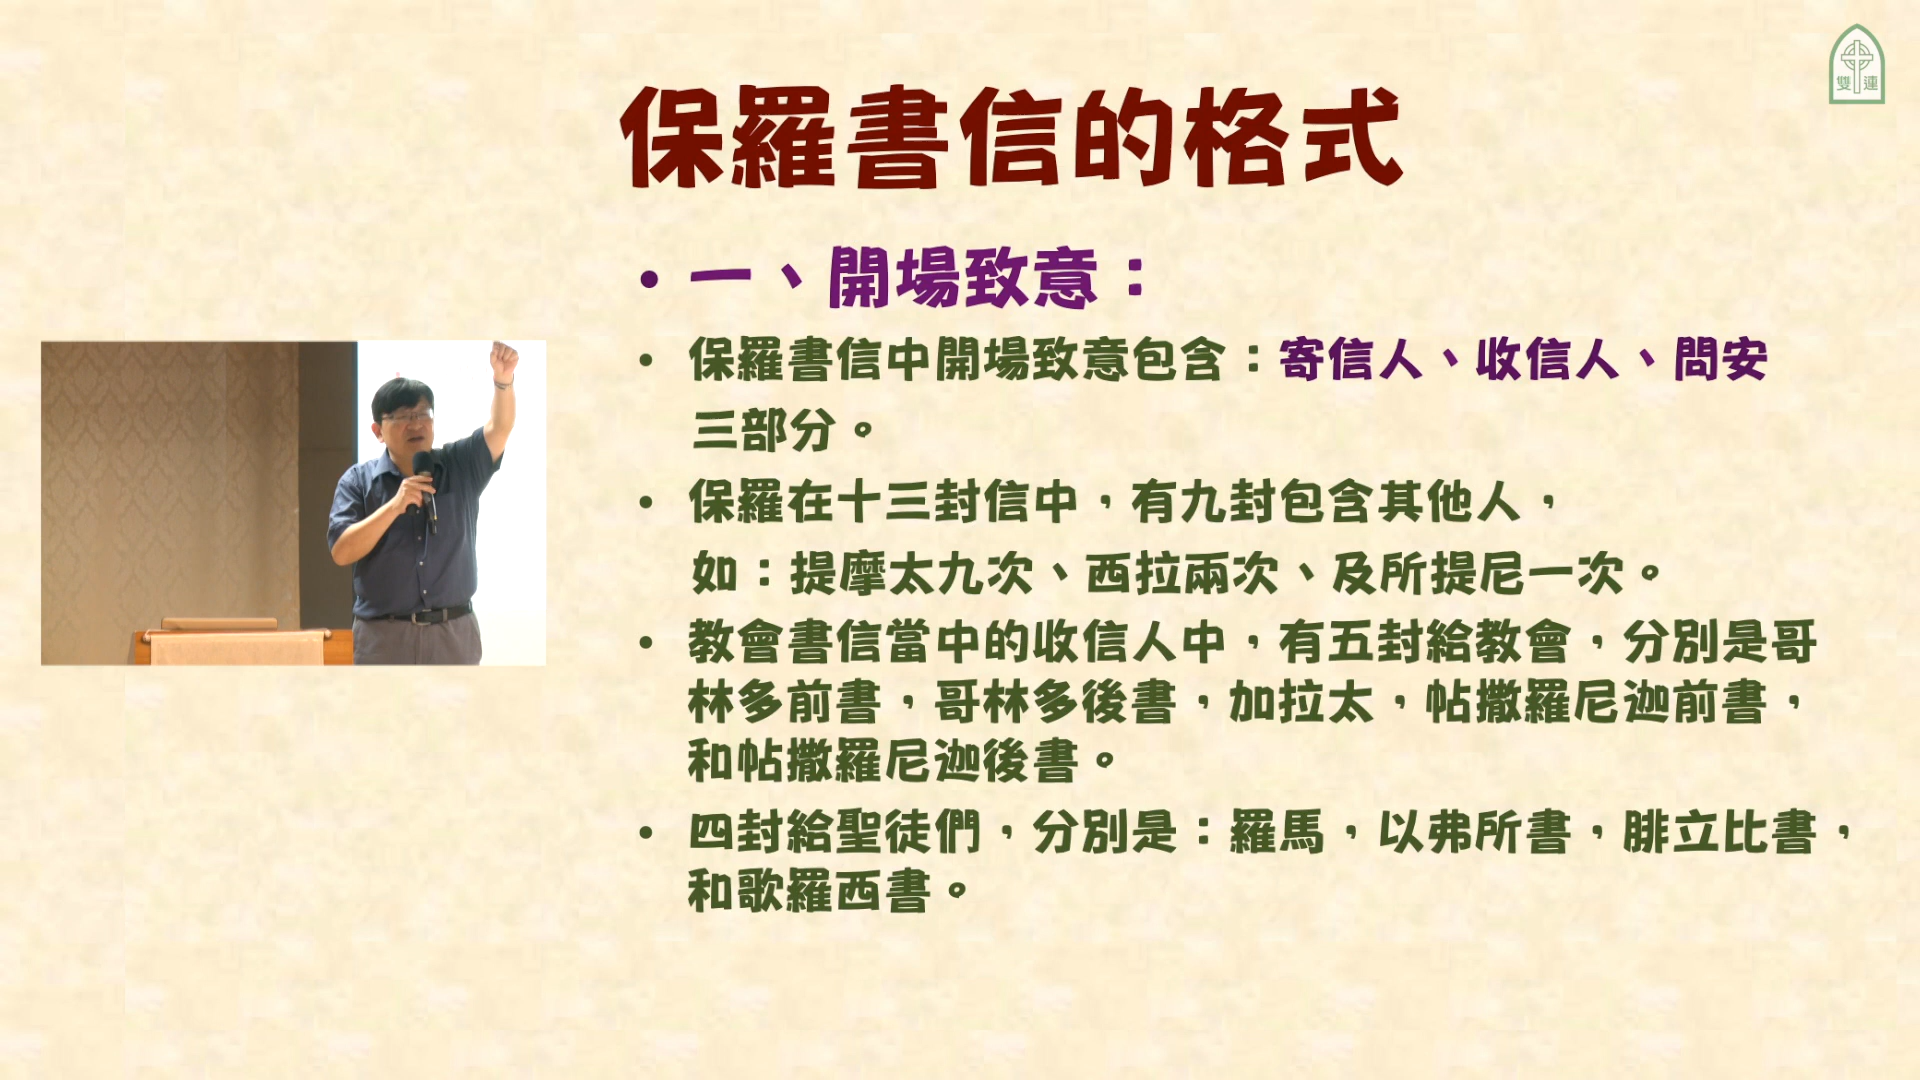 雙連
保羅書信的格式
• 一、開場致意：
• 保羅書信中開場致意包含：寄信人、收信人、問安
三部分。
• 保羅在十三封信中，有九封包含其他人，
如：提摩太九次、西拉兩次、及所提尼一次。
• 教會書信當中的收信人中，有五封給教會，分別是哥
林多前書，哥林多後書，加拉太，帖撒羅尼迦前書，
和帖撒羅尼迦後書。
• 四封給聖徒們，分別是：羅馬，以弗所書，腓立比書，
和歌羅西書。